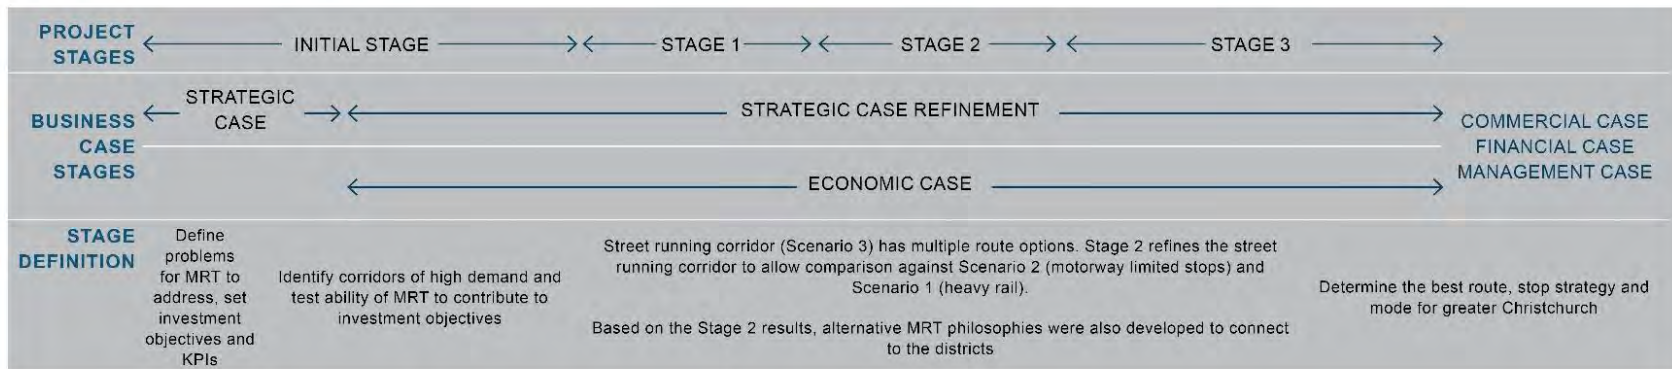 PROJECT
STAGES
INITIAL STAGE
STAGE 1
STAGE 2
STAGE 3
BUSINESS
CASE
STAGES
STRATEGIC
CASE
STRATEGIC CASE REFINEMENT
ECONOMIC CASE
COMMERCIAL CASE
FINANCIAL CASE
MANAGEMENT CASE
STAGE
DEFINITION
Define
problems
for MRT to
address, set
investment
objectives and
KPIs
Identify corridors of high demand and
test ability of MRT to contribute to
investment objectives
Street running corridor (Scenario 3) has multiple route options. Stage 2 refines the street
running corridor to allow comparison against Scenario 2 (motorway limited stops) and
Scenario 1 (heavy rail).
Based on the Stage 2 results, alternative MRT philosophies were also developed to connect
to the districts
Determine the best route, stop strategy and
mode for greater Christchurch